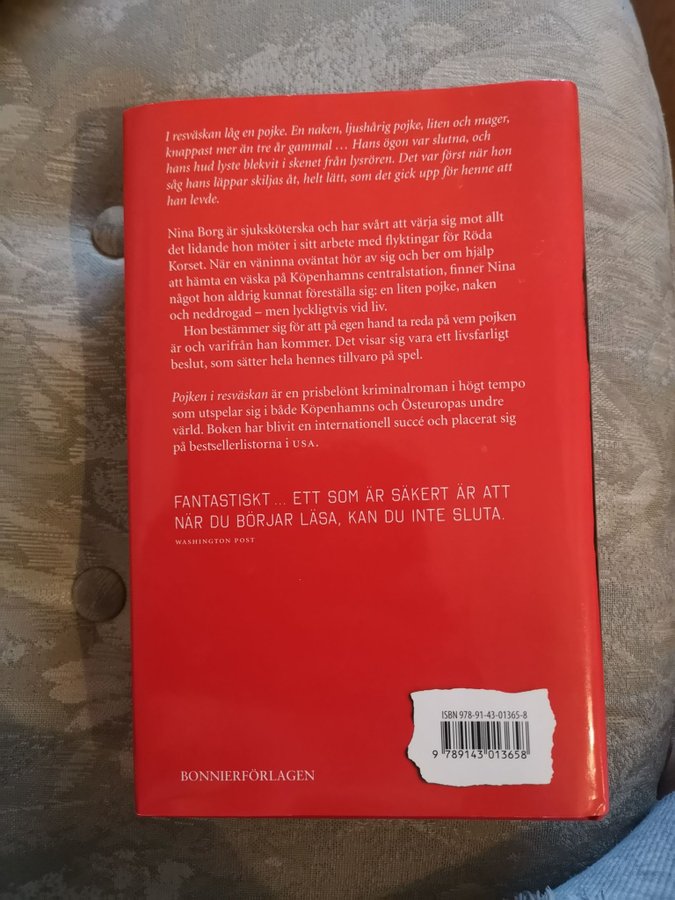 I resväskan låg en pojke. En naken, ljushårig pojke, liten och mager,
knappast mer än tre år gammal … Hans ögon var slutna, och
hans hud lyste blekvit i skenet från lysrören. Det var först när hon
såg hans läppar skiljas åt, helt lätt, som det gick upp för henne att
han levde.
Nina Borg är sjuksköterska och har svårt att värja sig mot allt
det lidande hon möter i sitt arbete med flyktingar för Röda
Korset. När en väninna oväntat hör av sig och ber om hjälp
att hämta en väska på Köpenhamns centralstation, finner Nina
något hon aldrig kunnat föreställa sig: en liten pojke, naken
och neddrogad – men lyckligtvis vid liv.
Hon bestämmer sig för att på egen hand ta reda på vem pojken
är och varifrån han kommer. Det visar sig vara ett livsfarligt
beslut, som sätter hela hennes tillvaro på spel.
Pojken i resväskan är en prisbelönt kriminalroman i högt tempo
som utspelar sig i både Köpenhamns och Östeuropas undre
värld. Boken har blivit en internationell succé och placerat sig
på bestsellerlistorna i USA.
FANTASTISKT … ETT SOM ÄR SÄKERT ÄR ATT
NÄR DU BÖRJAR LÄSA, KAN DU INTE SLUTA.
WASHINGTON POST
ISBN 978-91-43-01365-8
9 789143 013658
BONNIERFÖRLAGEN